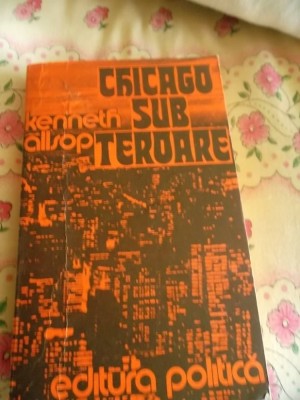 CHICAGO
kenneth SUB
allsop TEROARE
editura politică